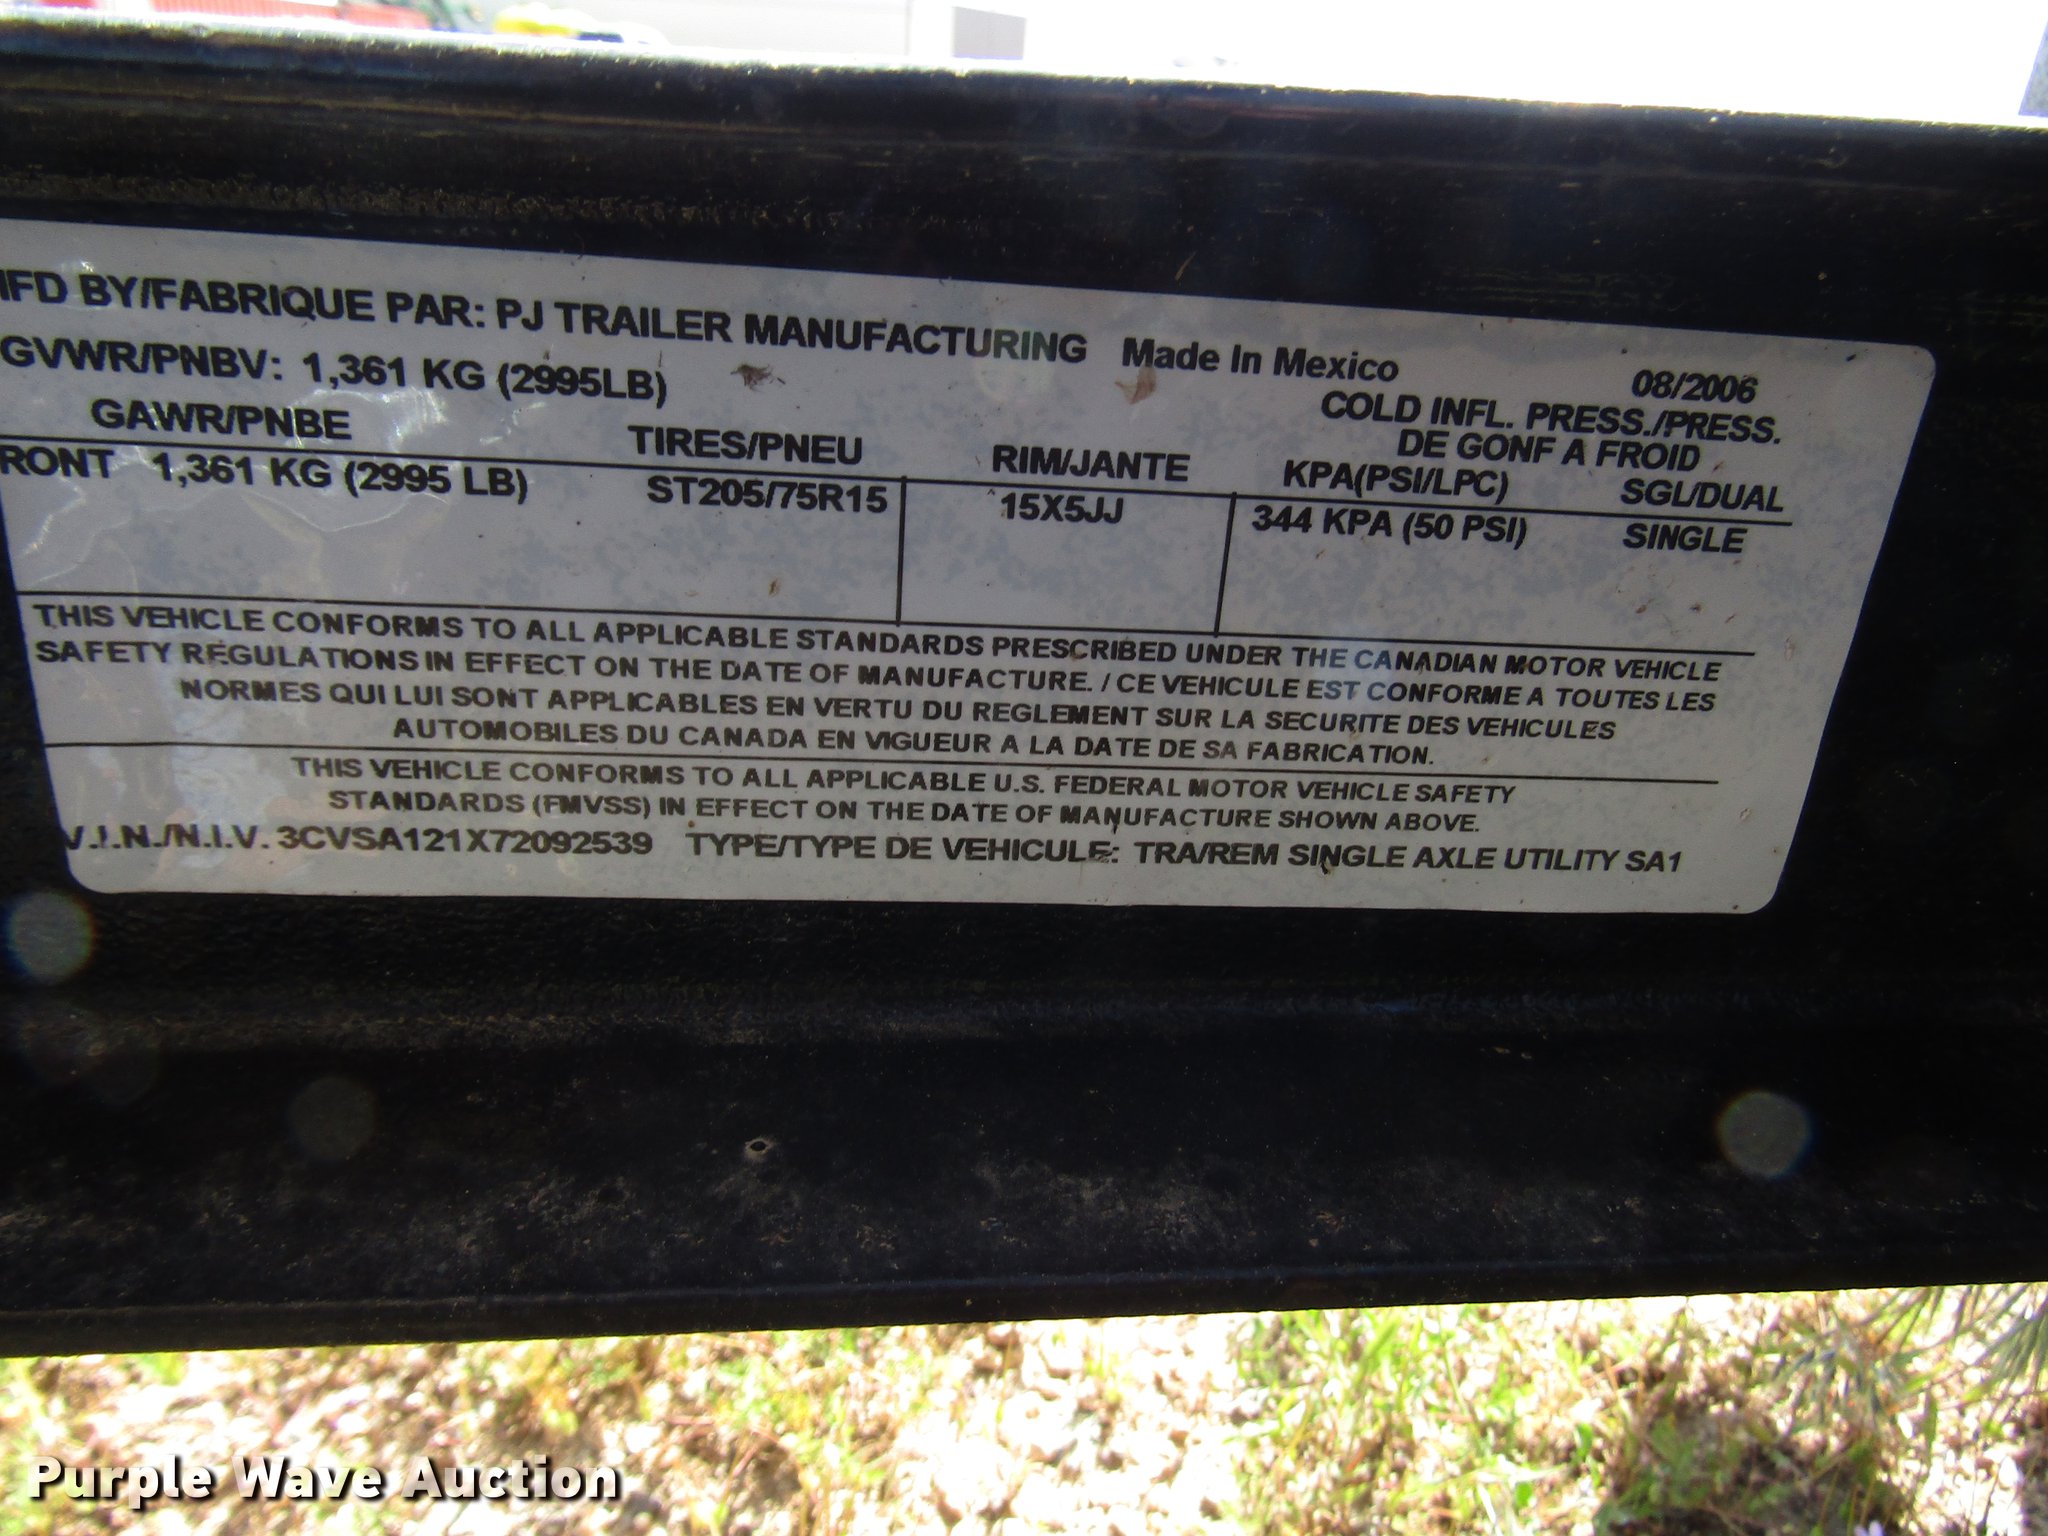 MFD BY/FABRIQUE PAR: PJ TRAILER MANUFACTURING Made In Mexico 08/2006
GVWR/PNBV: 1,361 KG (2995LB) COLD INFL. PRESS./PRESS.
GAWR/PNBE TIRES/PNEU RIM/JANTE DE GONF A FROID
KPA(PSI/LPC) SGL/DUAL
RONT 1,361 KG (2995 LB) ST205/75R15 15X5JJ 344 KPA (50 PSI) SINGLE
THIS VEHICLE CONFORMS TO ALL APPLICABLE STANDARDS PRESCRIBED UNDER THE CANADIAN MOTOR VEHICLE
SAFETY REGULATIONS IN EFFECT ON THE DATE OF MANUFACTURE. / CE VEHICULE EST CONFORME A TOUTES LES
NORMES QUI LUI SONT APPLICABLES EN VERTU DU REGLEMENT SUR LA SECURITE DES VEHICULES
AUTOMOBILES DU CANADA EN VIGUEUR A LA DATE DE SA FABRICATION.
THIS VEHICLE CONFORMS TO ALL APPLICABLE U.S. FEDERAL MOTOR VEHICLE SAFETY
STANDARDS (FMVSS) IN EFFECT ON THE DATE OF MANUFACTURE SHOWN ABOVE.
V.I.N./N.I.V. 3CVSA121X72092539 TYPE/TYPE DE VEHICULE: TRA/REM SINGLE AXLE UTILITY SA1
Purple Wave Auction